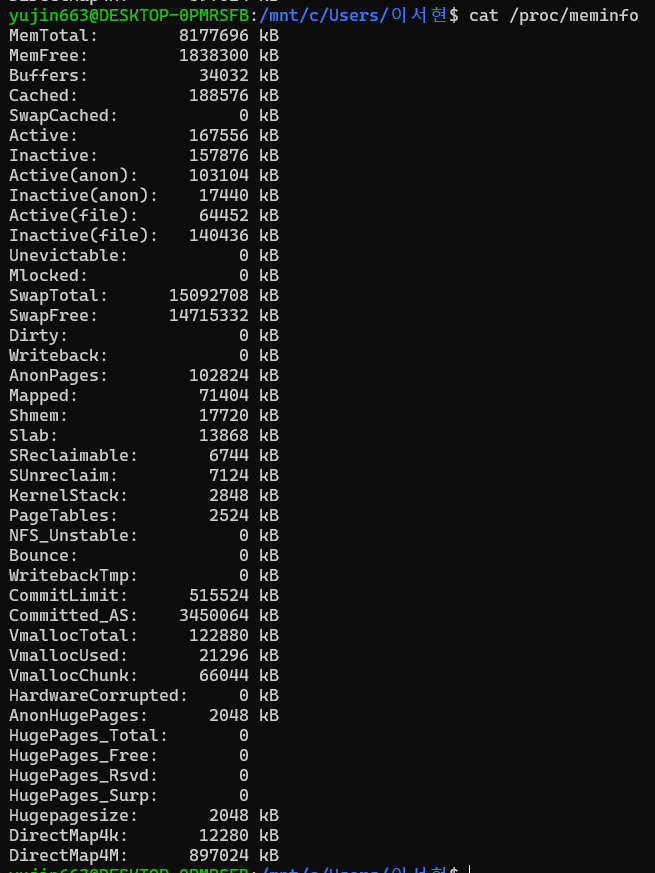 yujin663@DESKTOP-0PMRSFB:/mnt/c/Users/이서현$ cat /proc/meminfo
MemTotal:        8177696 kB
MemFree:         1838300 kB
Buffers:           34032 kB
Cached:           188576 kB
SwapCached:            0 kB
Active:           167556 kB
Inactive:         157876 kB
Active(anon):     103104 kB
Inactive(anon):    17440 kB
Active(file):      64452 kB
Inactive(file):   140436 kB
Unevictable:           0 kB
Mlocked:               0 kB
SwapTotal:      15092708 kB
SwapFree:       14715332 kB
Dirty:                 0 kB
Writeback:             0 kB
AnonPages:        102824 kB
Mapped:            71404 kB
Shmem:             17720 kB
Slab:              13868 kB
SReclaimable:       6744 kB
SUnreclaim:         7124 kB
KernelStack:        2848 kB
PageTables:         2524 kB
NFS_Unstable:          0 kB
Bounce:                0 kB
WritebackTmp:          0 kB
CommitLimit:      515524 kB
Committed_AS:    3450064 kB
VmallocTotal:     122880 kB
VmallocUsed:       21296 kB
VmallocChunk:      66044 kB
HardwareCorrupted:     0 kB
AnonHugePages:      2048 kB
HugePages_Total:       0
HugePages_Free:        0
HugePages_Rsvd:        0
HugePages_Surp:        0
Hugepagesize:       2048 kB
DirectMap4k:       12280 kB
DirectMap4M:      897024 kB
yujin663@DESKTOP-0PMRSFB:/mnt/c/Users/이서현$